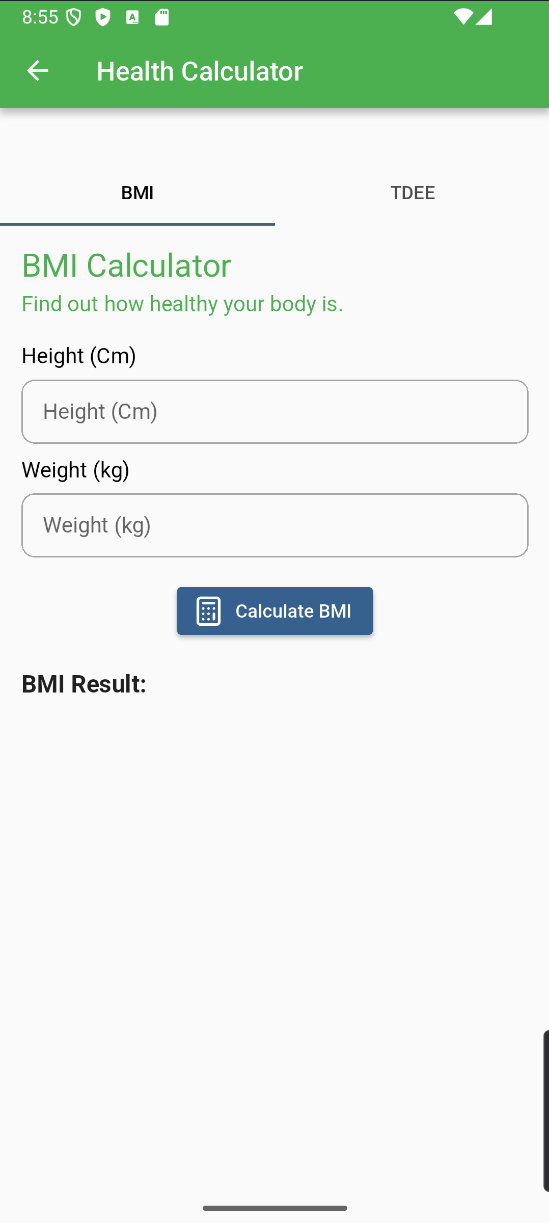 8:55
Health Calculator
BMI
TDEE
BMI Calculator
Find out how healthy your body is.
Height (Cm)
Height (Cm)
Weight (kg)
Weight (kg)
Calculate BMI
BMI Result: